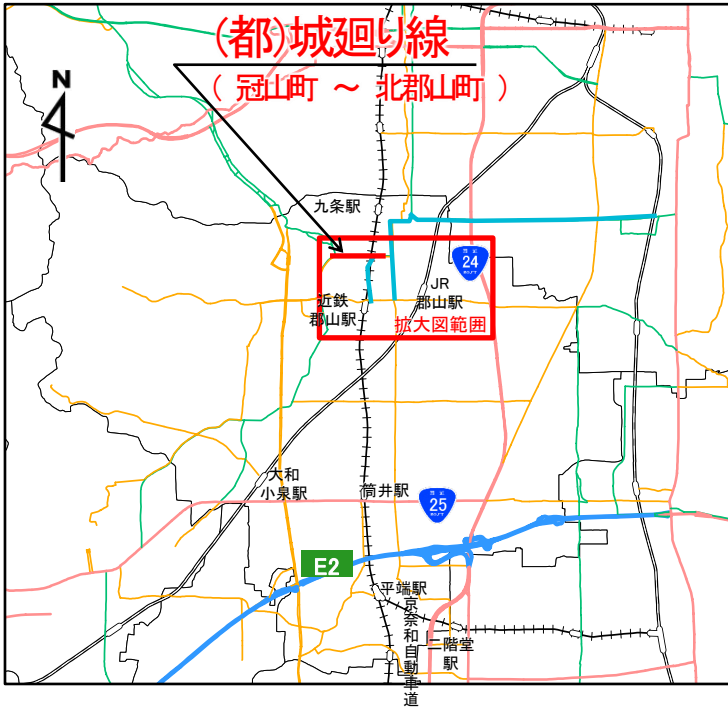 (都)城廻り線
( 冠山町 ～ 北郡山町 )
N
九条駅
24
JR
郡山駅
近鉄
郡山駅
拡大図範囲
大和
小泉駅
筒井駅
25
E2
平端駅
京奈和自動車道
二階堂
駅